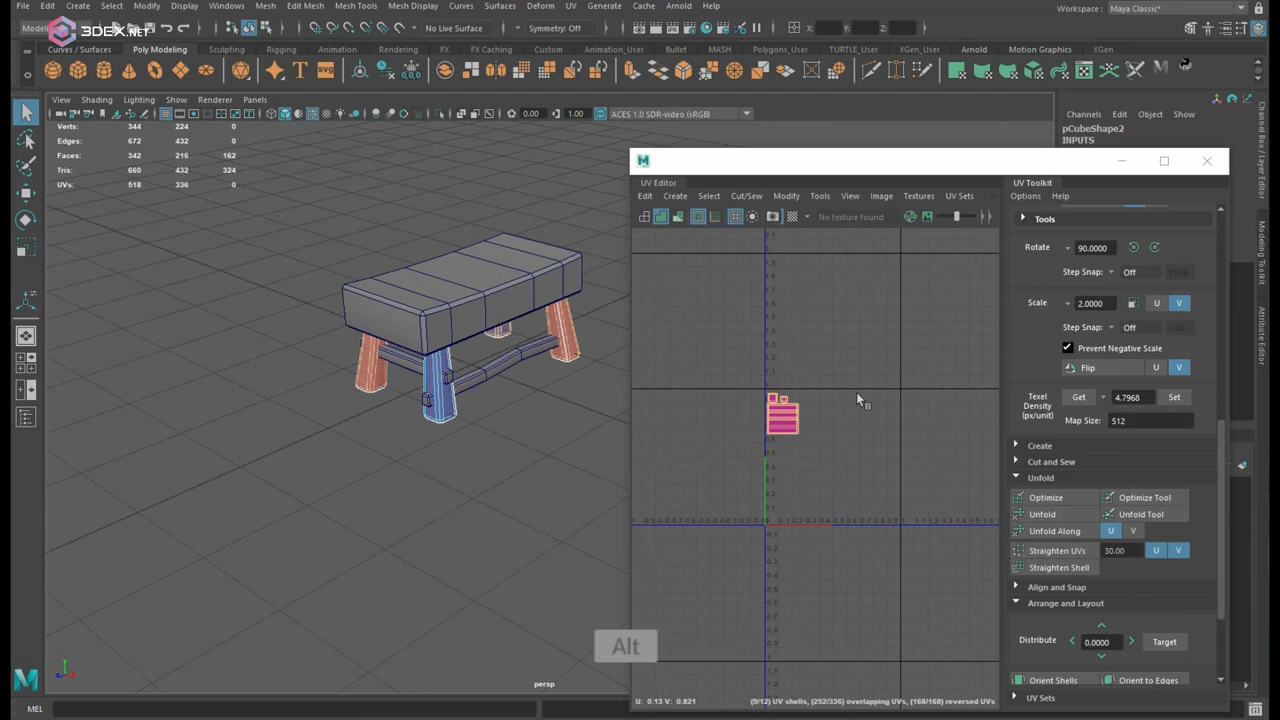 File Edit Create Select Modify Display Windows Mesh Edit Mesh Mesh Tools Mesh Display Curves Surfaces Deform UV Generate Cache Arnold Help Workspace : Maya Classic*
3DEX.NET No Live Surface Symmetry: Off X: Y: Z:
Curves / Surfaces Poly Modeling Sculpting Rigging Animation Rendering FX FX Caching Custom Animation_User Bullet MASH Polygons_User TURTLE_User XGen_User Arnold Motion Graphics XGen
View Shading Lighting Show Renderer Panels
0.00 1.00 ACES 1.0 SDR-video (sRGB)
Channels Edit Object Show
Verts: 344 224 0
pCubeShape2
Edges: 672 432 0
INPUTS
Faces: 342 216 162
Tris: 660 432 324
UVs: 518 336 0
UV Editor
UV Toolkit
Edit Create Select Cut/Sew Modify Tools View Image Textures UV Sets
Options Help
No texture found
Tools
Rotate 90.0000
Step Snap: Off
Scale 2.0000 U V
Step Snap: Off
Prevent Negative Scale
Flip U V
Texel Density (px/unit) Get 4.7968 Set
Map Size: 512
Create
Cut and Sew
Unfold
Optimize Optimize Tool
Unfold Unfold Tool
Unfold Along U V
Straighten UVs 30.00 U V
Straighten Shell
Align and Snap
Arrange and Layout
Distribute 0.0000 Target
Orient Shells Orient to Edges
UV Sets
Alt
persp
U: 0.13 V: 0.821 (9/12) UV shells, (252/336) overlapping UVs, (168/168) reversed UVs
MEL
Channel Box / Layer Editor
Modeling Toolkit
Attribute Editor